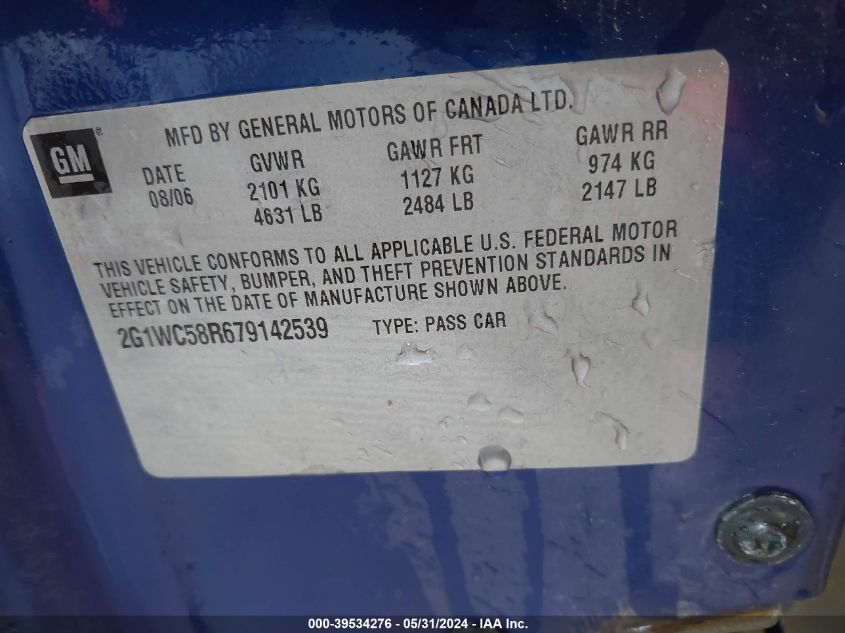 GM®
MFD BY GENERAL MOTORS OF CANADA LTD.
DATE GVWR GAWR FRT GAWR RR
08/06 2101 KG 1127 KG 974 KG
4631 LB 2484 LB 2147 LB
THIS VEHICLE CONFORMS TO ALL APPLICABLE U.S. FEDERAL MOTOR
VEHICLE SAFETY, BUMPER, AND THEFT PREVENTION STANDARDS IN
EFFECT ON THE DATE OF MANUFACTURE SHOWN ABOVE.
2G1WC58R679142539 TYPE: PASS CAR
000-39534276 - 05/31/2024 - IAA Inc.